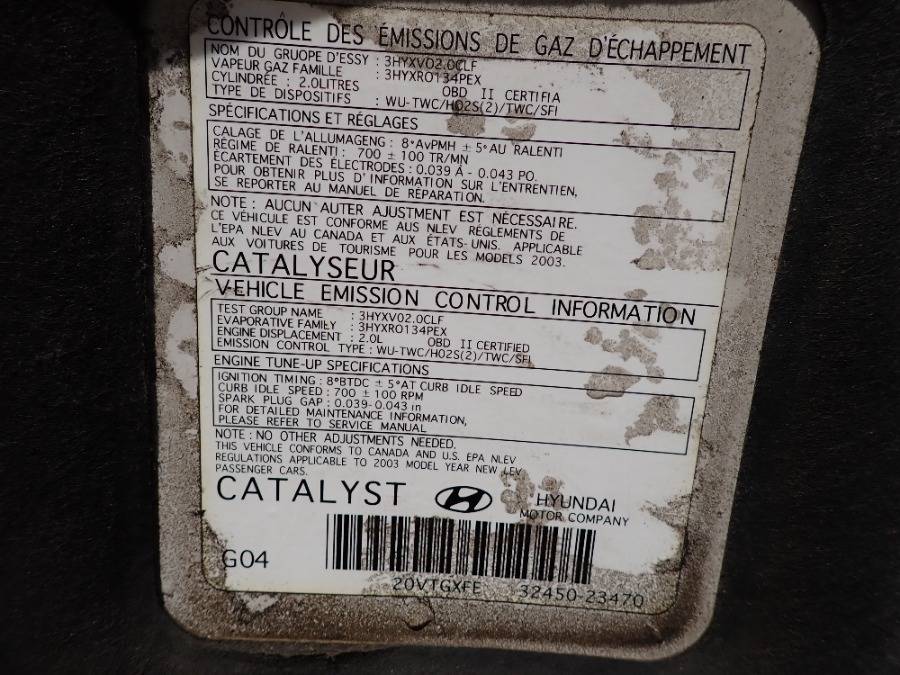 CONTRÔLE DES ÉMISSIONS DE GAZ D'ÉCHAPPEMENT
NOM DU GRUOPE D'ESSY : 3HYXV02.0CLF
VAPEUR GAZ FAMILLE : 3HYXRO134PEX
CYLINDRÉE : 2.0LITRES OBD II CERTIFIA
TYPE DE DISPOSITIFS : WU-TWC/HO2S(2)/TWC/SFI
SPÉCIFICATIONS ET RÉGLAGES
CALAGE DE L'ALLUMAGENG : 8°AvPMH ± 5°AU RALENTI
RÉGIME DE RALENTI : 700 ± 100 TR/MN
ÉCARTEMENT DES ÉLECTRODES : 0.039 À - 0.043 PO.
POUR OBTENIR PLUS D'INFORMATION SUR L'ENTRENTIEN,
SE REPORTER AU MANUEL DE RÉPARATION.
NOTE : AUCUN AUTER AJUSTMENT EST NÉCESSAIRE.
CE VÉHICULE EST CONFORME AUS NLEV RÉGLEMENTS DE
L'EPA NLEV AU CANADA ET AUX ÉTATS-UNIS. APPLICABLE
AUX VOITURES DE TOURISME POUR LES MODELS 2003.
CATALYSEUR
VEHICLE EMISSION CONTROL INFORMATION
TEST GROUP NAME : 3HYXV02.0CLF
EVAPORATIVE FAMILY : 3HYXRO134PEX
ENGINE DISPLACEMENT : 2.0L OBD II CERTIFIED
EMISSION CONTROL TYPE : WU-TWC/HO2S(2)/TWC/SFI
ENGINE TUNE-UP SPECIFICATIONS
IGNITION TIMING : 8°BTDC ± 5°AT CURB IDLE SPEED
CURB IDLE SPEED : 700 ± 100 RPM
SPARK PLUG GAP : 0.039-0.043 in
FOR DETAILED MAINTENANCE INFORMATION,
PLEASE REFER TO SERVICE MANUAL
NOTE : NO OTHER ADJUSTMENTS NEEDED.
THIS VEHICLE CONFORMS TO CANADA AND U.S. EPA NLEV
REGULATIONS APPLICABLE TO 2003 MODEL YEAR NEW LEV
PASSENGER CARS.
CATALYST HYUNDAI
MOTOR COMPANY
G04
20VTGXFE 32450-23470